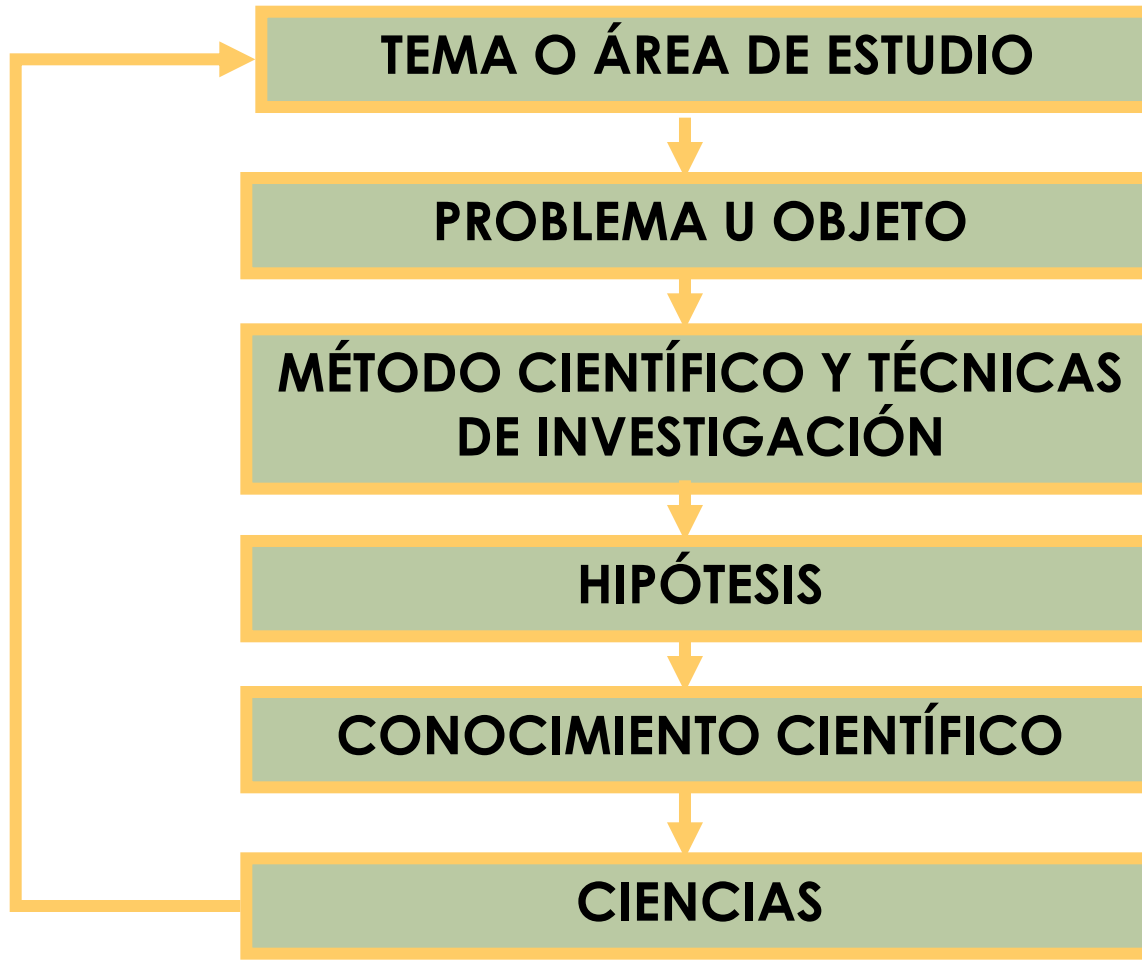 TEMA O ÁREA DE ESTUDIO
PROBLEMA U OBJETO
MÉTODO CIENTÍFICO Y TÉCNICAS
DE INVESTIGACIÓN
HIPÓTESIS
CONOCIMIENTO CIENTÍFICO
CIENCIAS